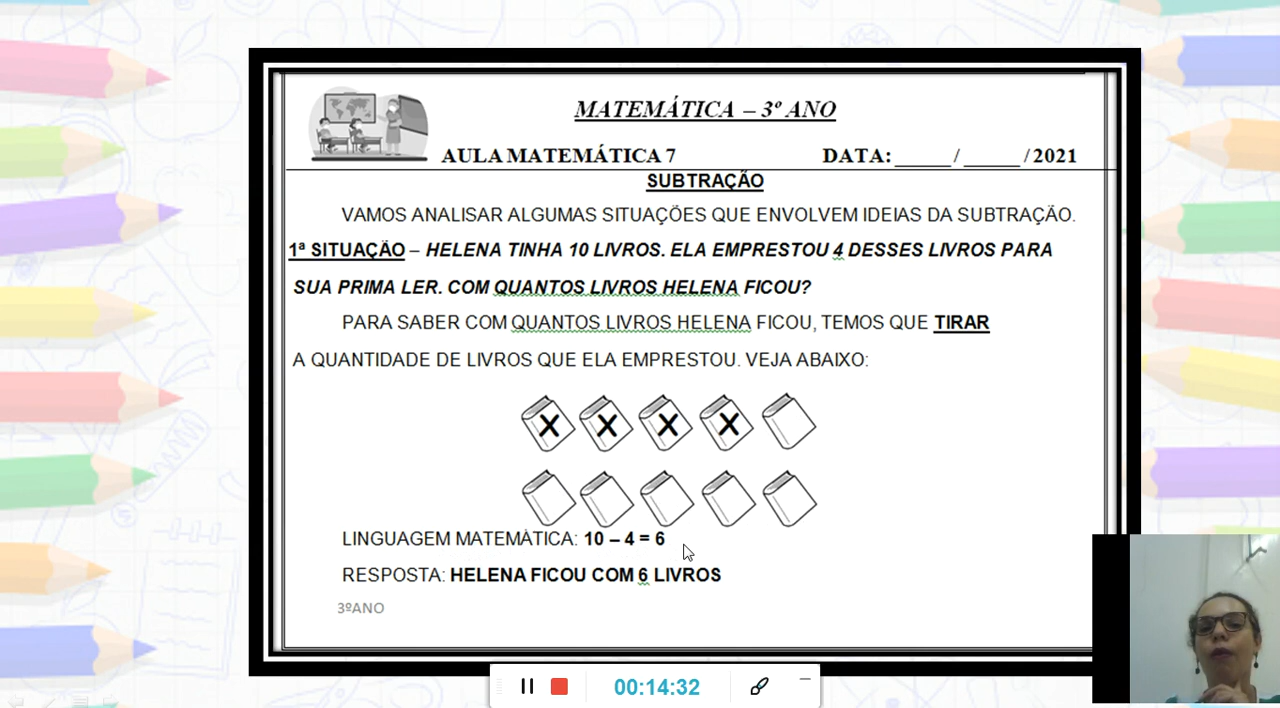 MATEMÁTICA – 3º ANO
AULA MATEMÁTICA 7 DATA: _____ / _____ / 2021
SUBTRAÇÃO
VAMOS ANALISAR ALGUMAS SITUAÇÕES QUE ENVOLVEM IDEIAS DA SUBTRAÇÃO.
1ª SITUAÇÃO – HELENA TINHA 10 LIVROS. ELA EMPRESTOU 4 DESSES LIVROS PARA
SUA PRIMA LER. COM QUANTOS LIVROS HELENA FICOU?
PARA SABER COM QUANTOS LIVROS HELENA FICOU, TEMOS QUE TIRAR
A QUANTIDADE DE LIVROS QUE ELA EMPRESTOU. VEJA ABAIXO:
X X X X
LINGUAGEM MATEMÁTICA: 10 – 4 = 6
RESPOSTA: HELENA FICOU COM 6 LIVROS
3ºANO
00:14:32